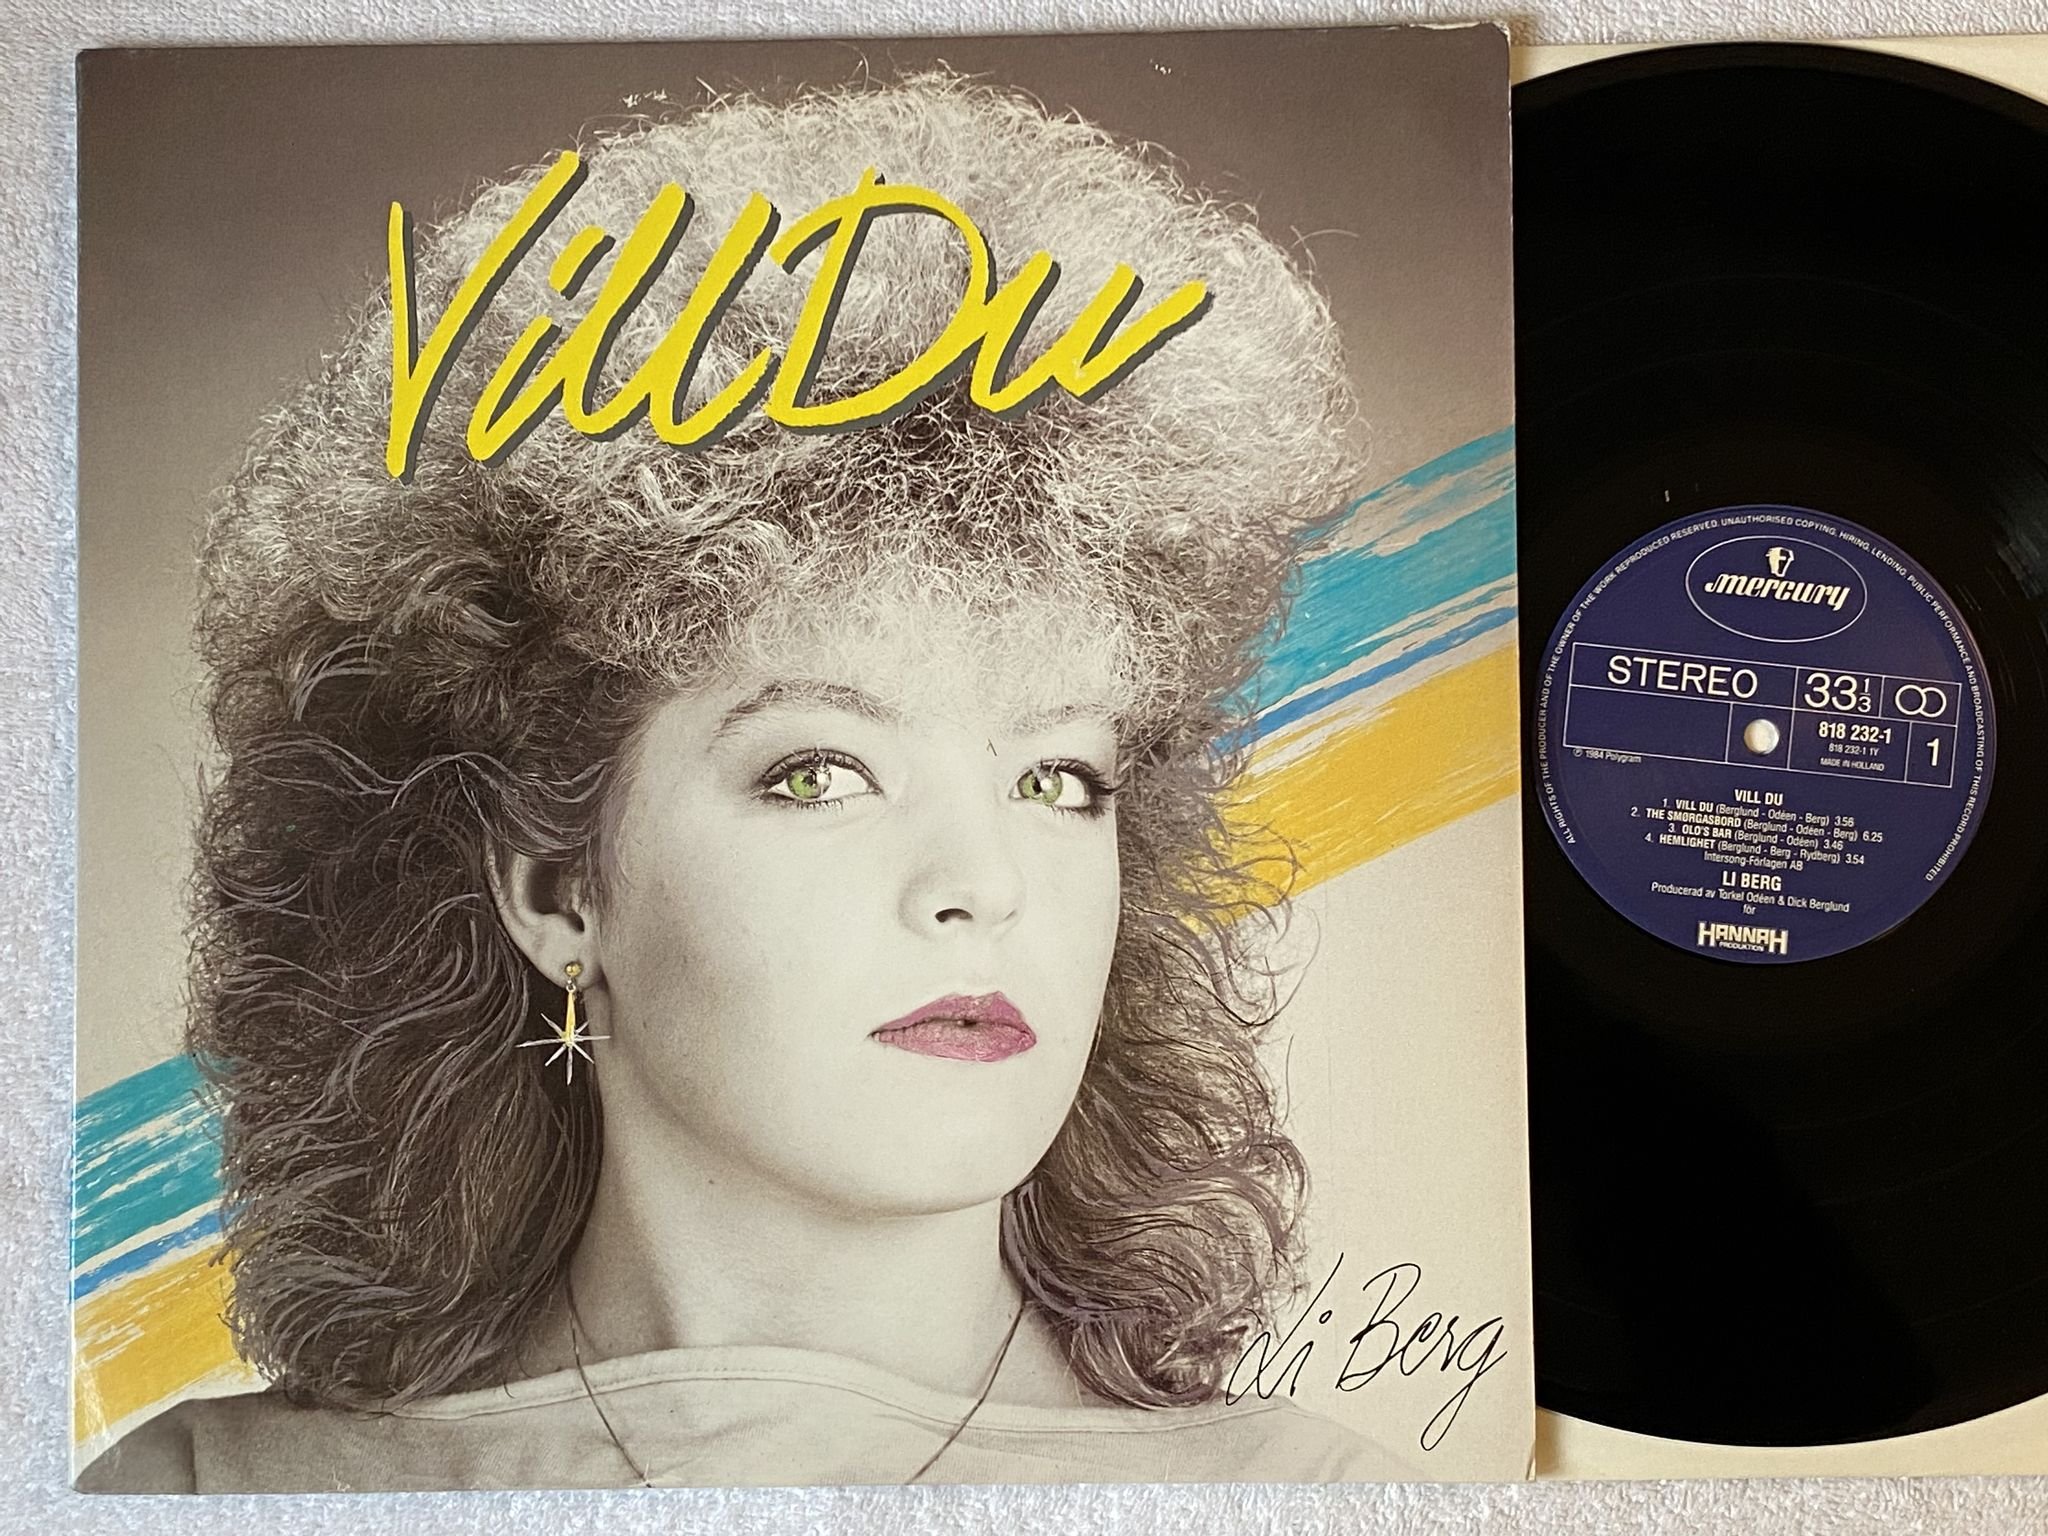 Vill Du
Li Berg
ALL RIGHTS OF THE PRODUCER AND OF THE OWNER OF THE WORK REPRODUCED RESERVED. UNAUTHORISED COPYING, HIRING, LENDING, PUBLIC PERFORMANCE AND BROADCASTING OF THIS RECORD PROHIBITED
mercury
STEREO 33 1/3
818 232-1
818 232-1 1Y
MADE IN HOLLAND
1
℗ 1984 Polygram
VILL DU
1. VILL DU (Berglund - Odéen - Berg) 3.56
2. THE SMØRGASBORD (Berglund - Odéen - Berg) 6.25
3. OLO'S BAR (Berglund - Odéen) 3.46
4. HEMLIGHET (Berglund - Berg - Rydberg) 3.54
Intersong-Förlagen AB
LI BERG
Producerad av Torkel Odéen & Dick Berglund
för
HANNAH
PRODUKTION